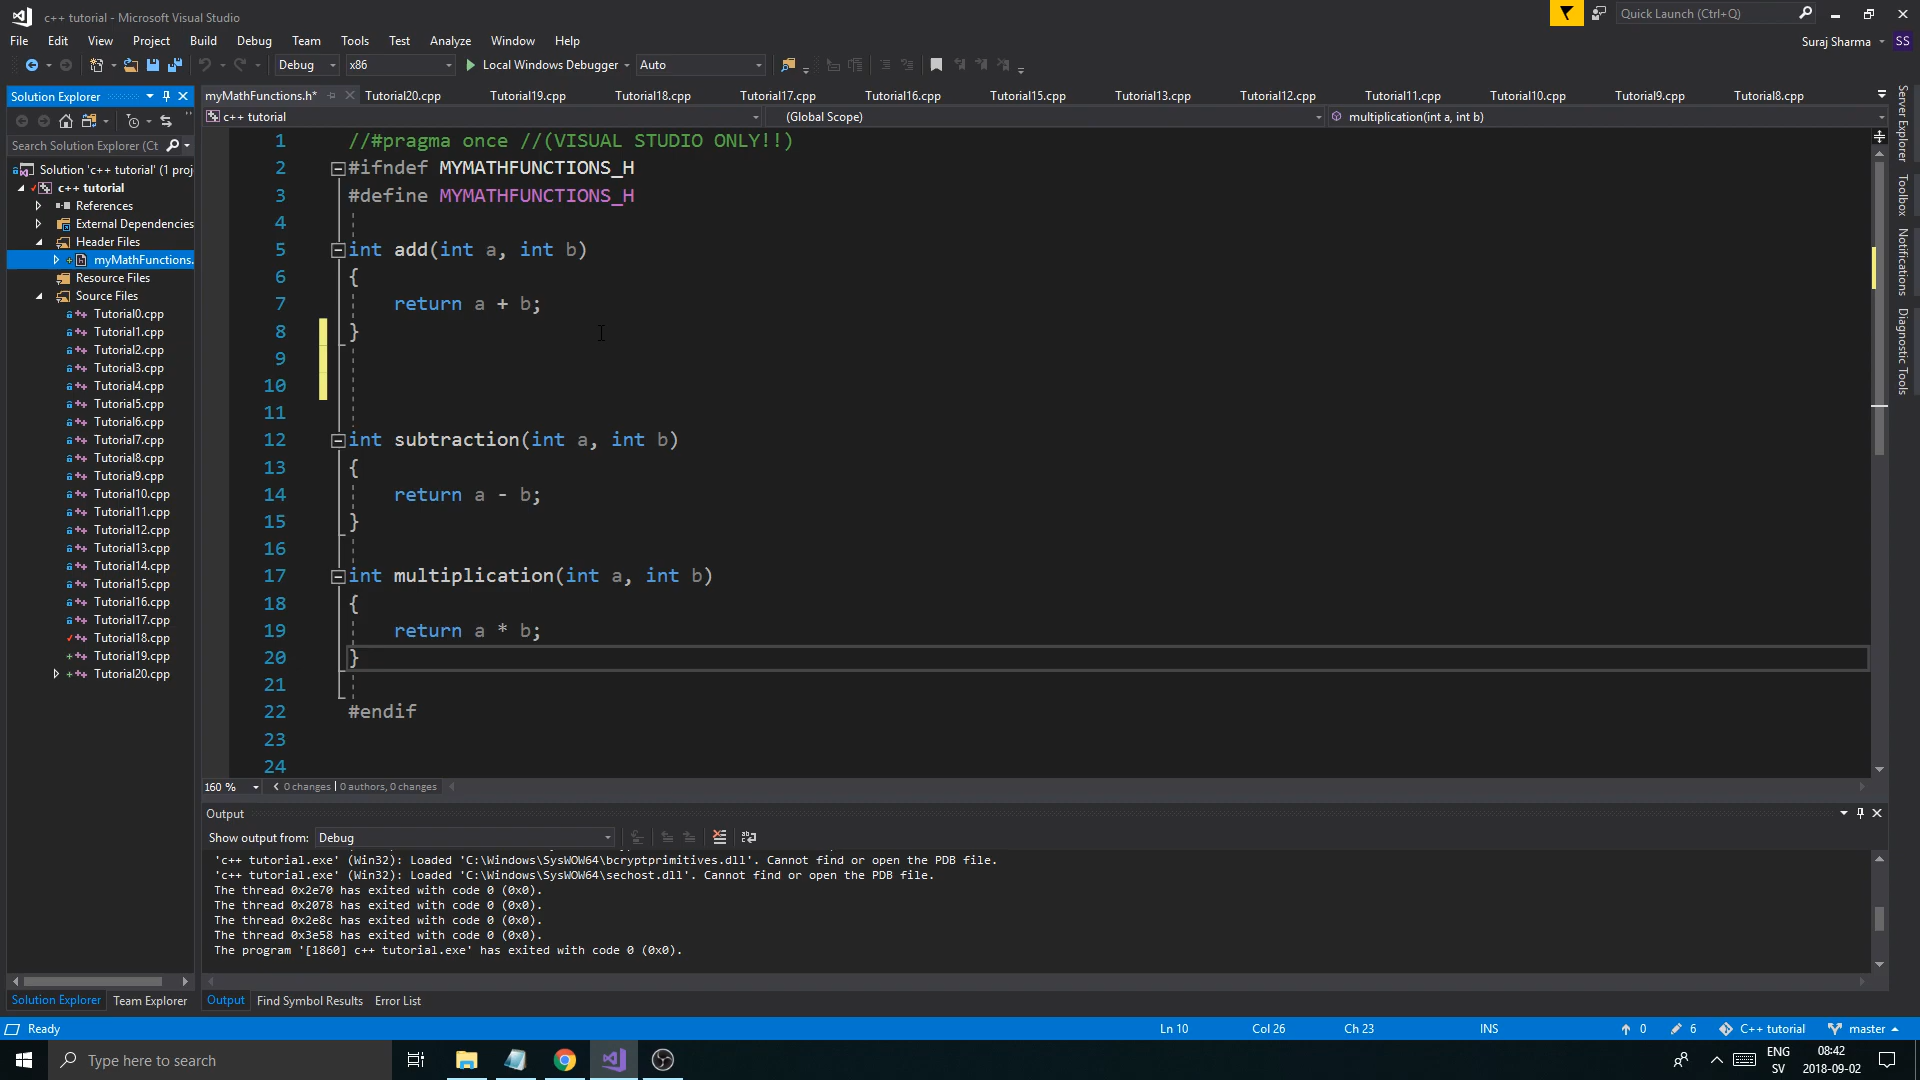 c++ tutorial - Microsoft Visual Studio
Quick Launch (Ctrl+Q)
File Edit View Project Build Debug Team Tools Test Analyze Window Help
Suraj Sharma SS
Debug x86 Local Windows Debugger Auto
Solution Explorer
myMathFunctions.h* Tutorial20.cpp Tutorial19.cpp Tutorial18.cpp Tutorial17.cpp Tutorial16.cpp Tutorial15.cpp Tutorial13.cpp Tutorial12.cpp Tutorial11.cpp Tutorial10.cpp Tutorial9.cpp Tutorial8.cpp
c++ tutorial (Global Scope) multiplication(int a, int b)
Search Solution Explorer (Ct
Solution 'c++ tutorial' (1 proj
c++ tutorial
References
External Dependencies
Header Files
myMathFunctions.
Resource Files
Source Files
Tutorial0.cpp
Tutorial1.cpp
Tutorial2.cpp
Tutorial3.cpp
Tutorial4.cpp
Tutorial5.cpp
Tutorial6.cpp
Tutorial7.cpp
Tutorial8.cpp
Tutorial9.cpp
Tutorial10.cpp
Tutorial11.cpp
Tutorial12.cpp
Tutorial13.cpp
Tutorial14.cpp
Tutorial15.cpp
Tutorial16.cpp
Tutorial17.cpp
Tutorial18.cpp
Tutorial19.cpp
Tutorial20.cpp
Solution Explorer Team Explorer
1 //#pragma once //(VISUAL STUDIO ONLY!!)
2 #ifndef MYMATHFUNCTIONS_H
3 #define MYMATHFUNCTIONS_H
4
5 int add(int a, int b)
6 {
7 return a + b;
8 }
9
10
11
12 int subtraction(int a, int b)
13 {
14 return a - b;
15 }
16
17 int multiplication(int a, int b)
18 {
19 return a * b;
20 }
21
22 #endif
23
24
160 % 0 changes | 0 authors, 0 changes
Server Explorer
Toolbox
Notifications
Diagnostic Tools
Output
Show output from: Debug
'c++ tutorial.exe' (Win32): Loaded 'C:\Windows\SysWOW64\bcryptprimitives.dll'. Cannot find or open the PDB file.
'c++ tutorial.exe' (Win32): Loaded 'C:\Windows\SysWOW64\sechost.dll'. Cannot find or open the PDB file.
The thread 0x2e70 has exited with code 0 (0x0).
The thread 0x2078 has exited with code 0 (0x0).
The thread 0x2e8c has exited with code 0 (0x0).
The thread 0x3e58 has exited with code 0 (0x0).
The program '[1860] c++ tutorial.exe' has exited with code 0 (0x0).
Output Find Symbol Results Error List
Ready Ln 10 Col 26 Ch 23 INS 0 6 C++ tutorial master
Type here to search
ENG
SV
08:42
2018-09-02